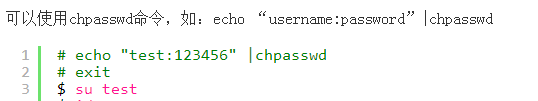 可以使用chpasswd命令，如：echo “username:password”|chpasswd
1 # echo "test:123456" |chpasswd
2 # exit
3 $ su test